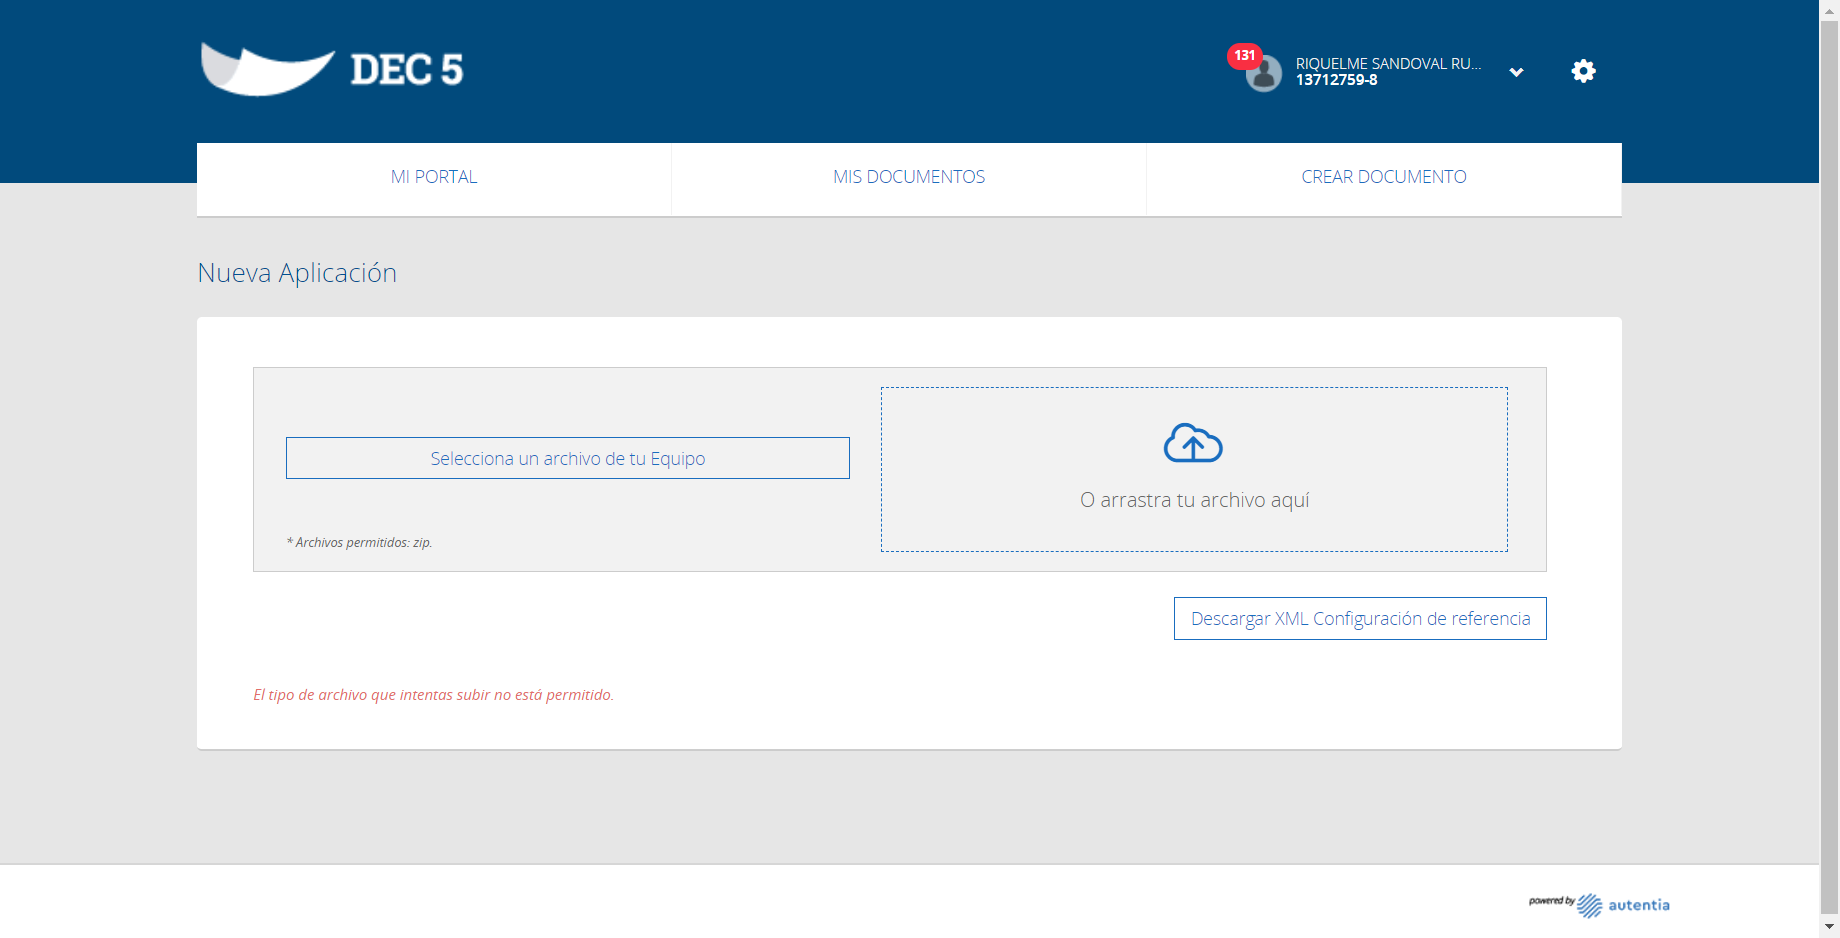 DEC 5
131
RIQUELME SANDOVAL RU...
13712759-8
MI PORTAL
MIS DOCUMENTOS
CREAR DOCUMENTO
Nueva Aplicación
Selecciona un archivo de tu Equipo
O arrastra tu archivo aquí
* Archivos permitidos: zip.
Descargar XML Configuración de referencia
El tipo de archivo que intentas subir no está permitido.
powered by autentia